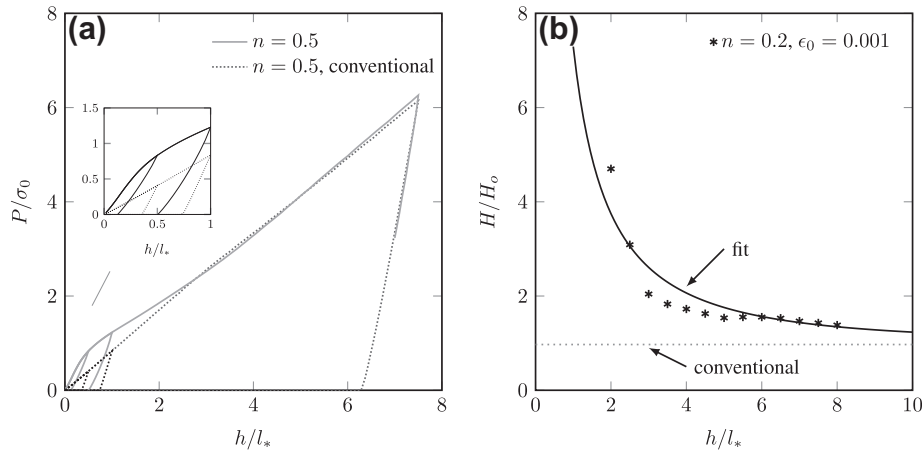 (a)
n = 0.5
n = 0.5, conventional
P/σ₀
8
6
4
2
0
0 2 4 6 8
h/l*
1.5
1
0.5
0
0 0.5 1
h/l*
(b)
* n = 0.2, ϵ₀ = 0.001
H/Hₒ
8
6
4
2
0
fit
conventional
0 2 4 6 8 10
h/l*